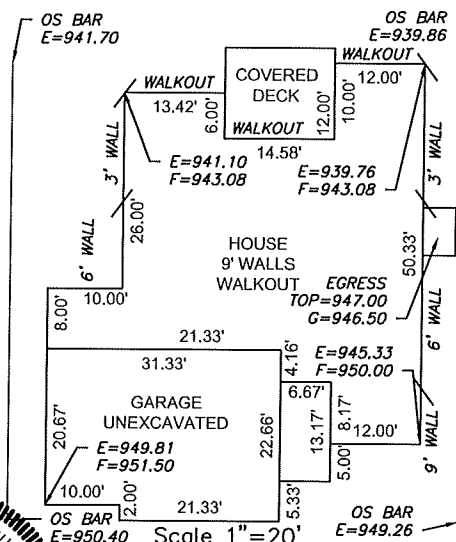 OS BAR
E=941.70
OS BAR
E=939.86
WALKOUT
13.42'
6.00'
COVERED
DECK
WALKOUT
12.00'
12.00'
10.00'
WALKOUT
14.58'
3' WALL
E=941.10
F=943.08
E=939.76
F=943.08
3' WALL
26.00'
6' WALL
10.00'
8.00'
HOUSE
9' WALLS
WALKOUT
50.33'
EGRESS
TOP=947.00
G=946.50
6' WALL
21.33'
31.33'
4.16'
E=945.33
F=950.00
6.67'
GARAGE
UNEXCAVATED
20.67'
22.66'
13.17'
8.17'
12.00'
5.00'
9' WALL
E=949.81
F=951.50
10.00'
2.00'
21.33'
5.33'
OS BAR
E=950.40
Scale 1"=20'
OS BAR
E=949.26